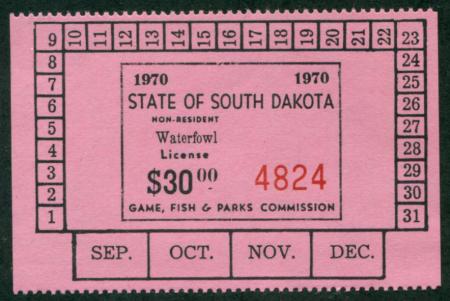 10 11 12 13 14 15 16 17 18 19 20 21 22
9 23
8 24
7 25
6 26
5 27
4 28
3 29
2 30
1 31
1970 1970
STATE OF SOUTH DAKOTA
NON-RESIDENT
Waterfowl
License
$30 00 4824
GAME, FISH & PARKS COMMISSION
SEP. OCT. NOV. DEC.